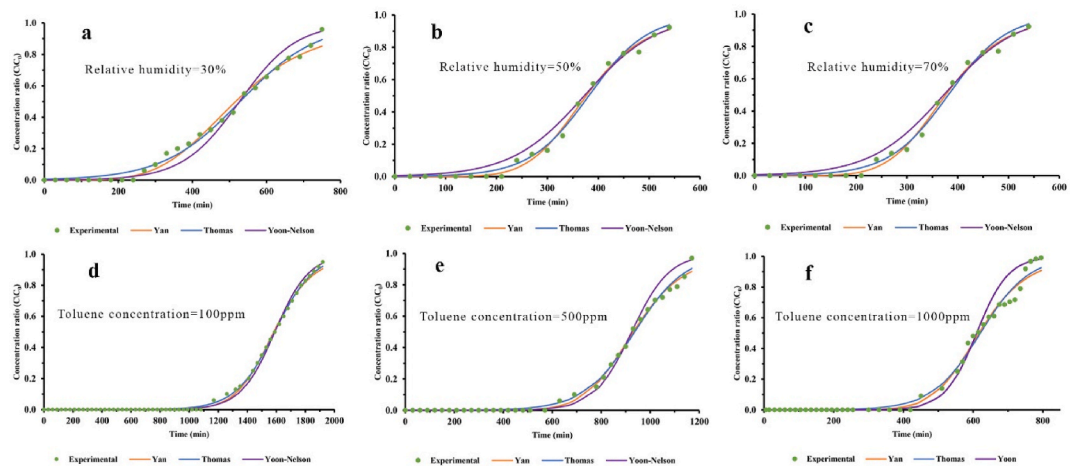 a
Relative humidity=30%
Concentration ratio (C\C₀)
1.0
0.8
0.6
0.4
0.2
0.0
0 200 400 600 800
Time (min)
Experimental Yan Thomas Yoon-Nelson
b
Relative humidity=50%
Concentration ratio (C\C₀)
1.0
0.8
0.6
0.4
0.2
0.0
0 100 200 300 400 500 600
Time (min)
Experimental Yan Thomas Yoon-Nelson
c
Relative humidity=70%
Concentration ratio (C\C₀)
1.0
0.8
0.6
0.4
0.2
0.0
0 100 200 300 400 500 600
Time (min)
Experimental Yan Thomas Yoon-Nelson
d
Toluene concentration=100ppm
Concentration ratio (C\C₀)
1.0
0.8
0.6
0.4
0.2
0.0
0 200 400 600 800 1000 1200 1400 1600 1800 2000
Time (min)
Experimental Yan Thomas Yoon-Nelson
e
Toluene concentration=500ppm
Concentration ratio (C\C₀)
1.0
0.8
0.6
0.4
0.2
0.0
0 200 400 600 800 1000 1200
Time (min)
Experimental Yan Thomas Yoon-Nelson
f
Toluene concentration=1000ppm
Concentration ratio (C\C₀)
1.0
0.8
0.6
0.4
0.2
0.0
0 200 400 600 800
Time (min)
Experimental Yan Thomas Yoon